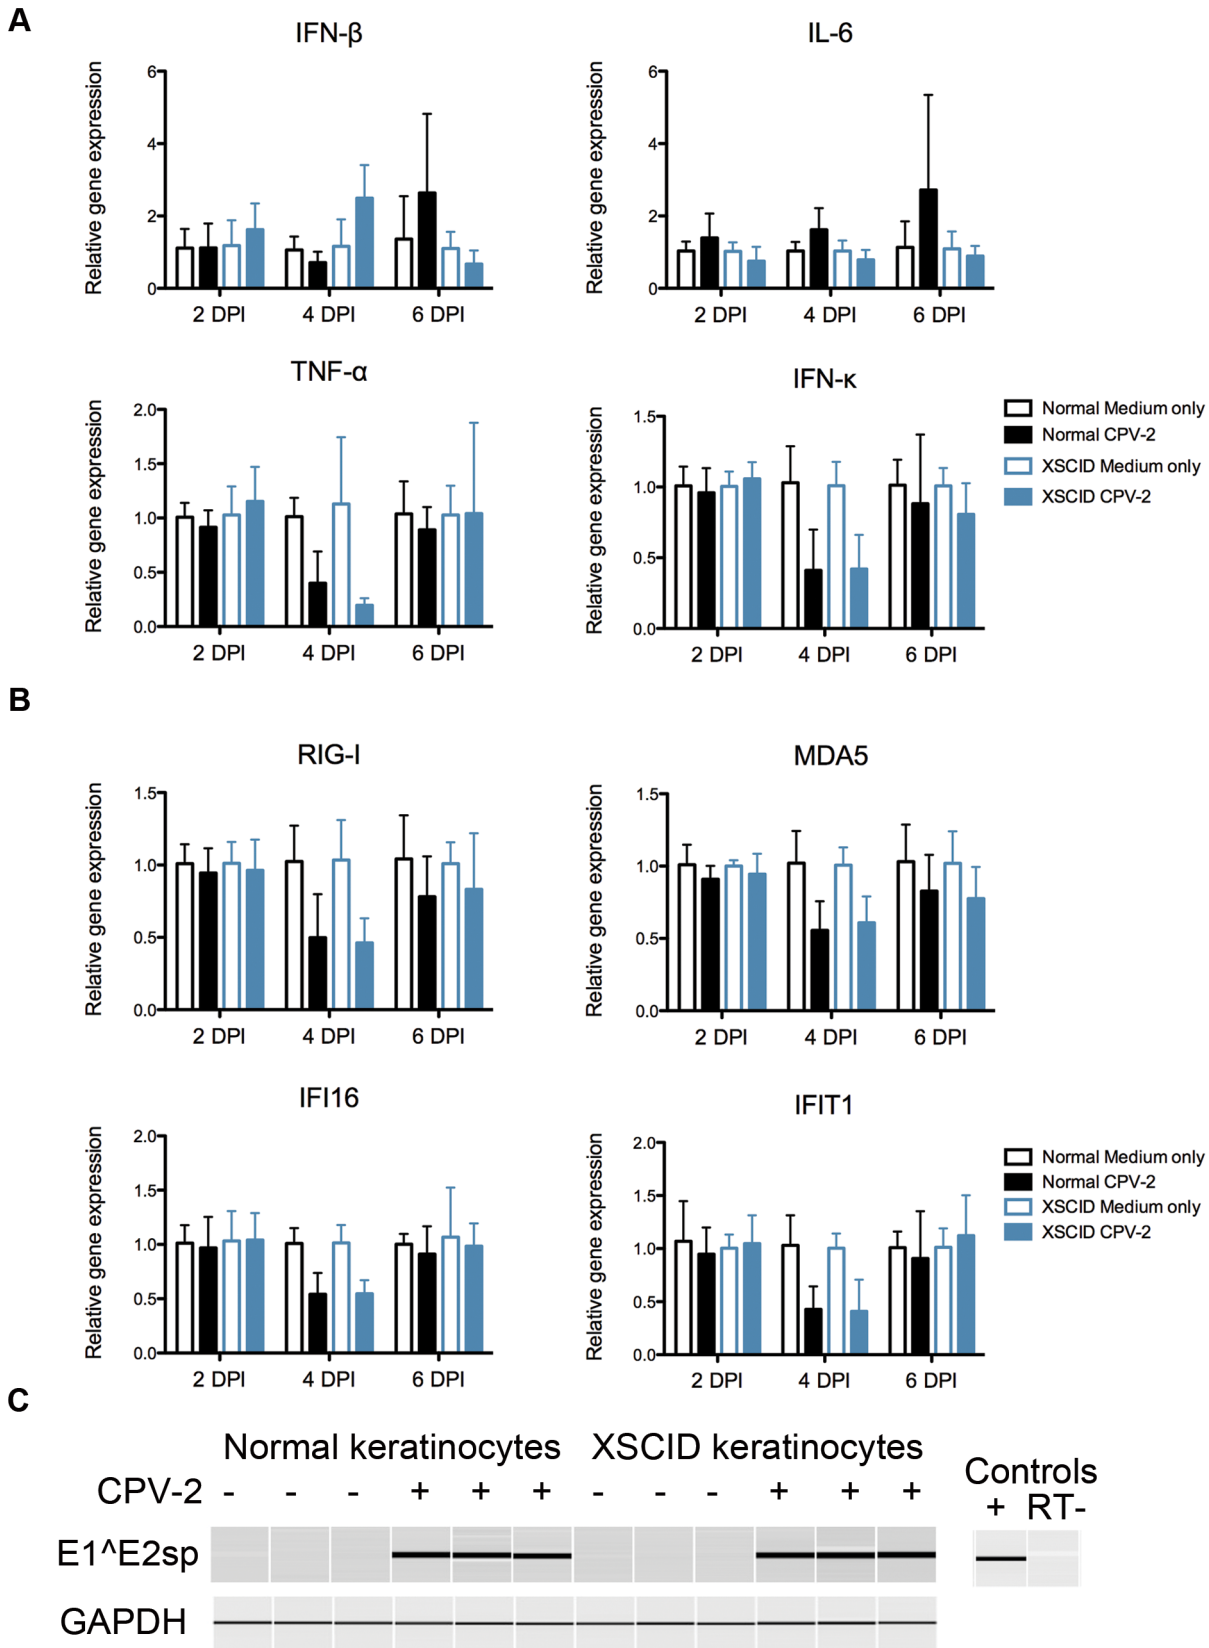 A
IFN-β
IL-6
Relative gene expression
6
4
2
0
2 DPI
4 DPI
6 DPI
Relative gene expression
6
4
2
0
2 DPI
4 DPI
6 DPI
TNF-α
IFN-κ
Relative gene expression
2.0
1.5
1.0
0.5
0.0
2 DPI
4 DPI
6 DPI
Relative gene expression
1.5
1.0
0.5
0.0
2 DPI
4 DPI
6 DPI
Normal Medium only
Normal CPV-2
XSCID Medium only
XSCID CPV-2
B
RIG-I
MDA5
Relative gene expression
1.5
1.0
0.5
0.0
2 DPI
4 DPI
6 DPI
Relative gene expression
1.5
1.0
0.5
0.0
2 DPI
4 DPI
6 DPI
IFI16
IFIT1
Relative gene expression
2.0
1.5
1.0
0.5
0.0
2 DPI
4 DPI
6 DPI
Relative gene expression
2.0
1.5
1.0
0.5
0.0
2 DPI
4 DPI
6 DPI
Normal Medium only
Normal CPV-2
XSCID Medium only
XSCID CPV-2
C
Normal keratinocytes XSCID keratinocytes
Controls
CPV-2 - - - + + + - - - + + +
+ RT-
E1^E2sp
GAPDH